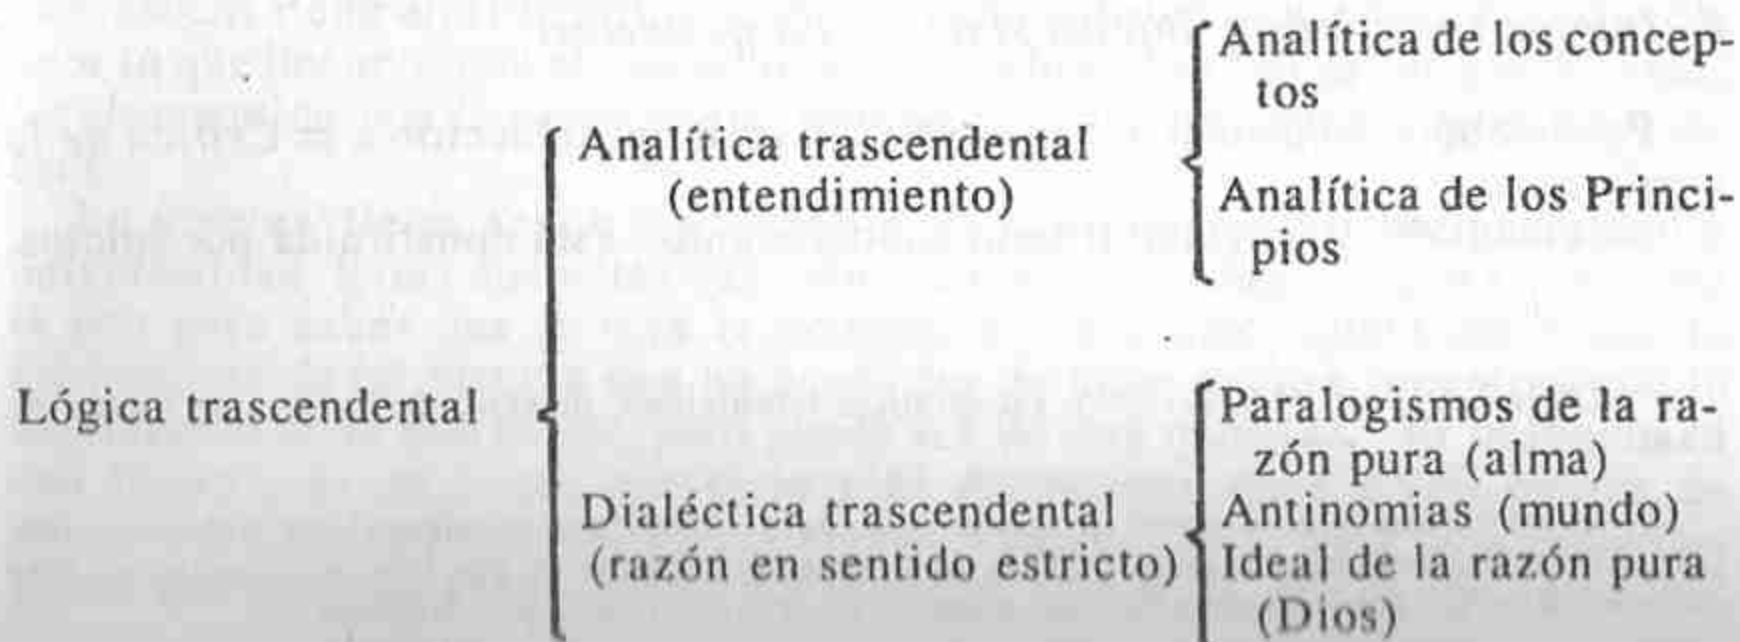 Analítica de los concep-
tos
Analítica trascendental
(entendimiento)
Analítica de los Princi-
pios
Lógica trascendental
Paralogismos de la ra-
zón pura (alma)
Dialéctica trascendental
(razón en sentido estricto)
Antinomias (mundo)
Ideal de la razón pura
(Dios)